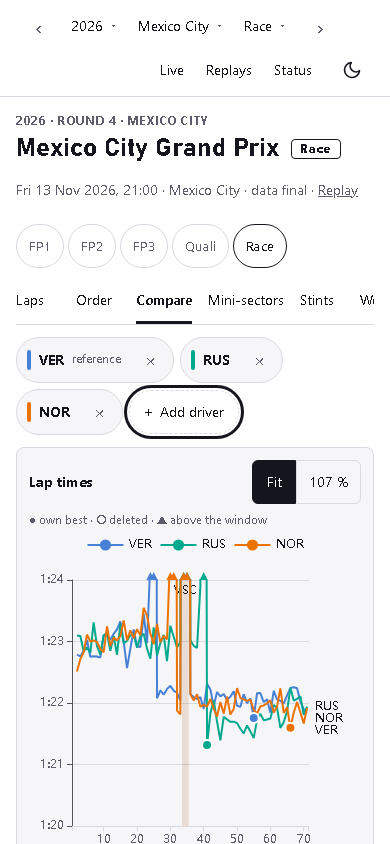 ‹ 2026 Mexico City Race ›
Live Replays Status
2026 · ROUND 4 · MEXICO CITY
Mexico City Grand Prix Race
Fri 13 Nov 2026, 21:00 · Mexico City · data final · Replay
FP1 FP2 FP3 Quali Race
Laps Order Compare Mini-sectors Stints
VER reference × RUS ×
NOR × + Add driver
Lap times Fit 107 %
● own best · O deleted · ▲ above the window
VER RUS NOR
1:24
VSC
1:23
1:22
RUS
NOR
VER
1:21
1:20
10 20 30 40 50 60 70